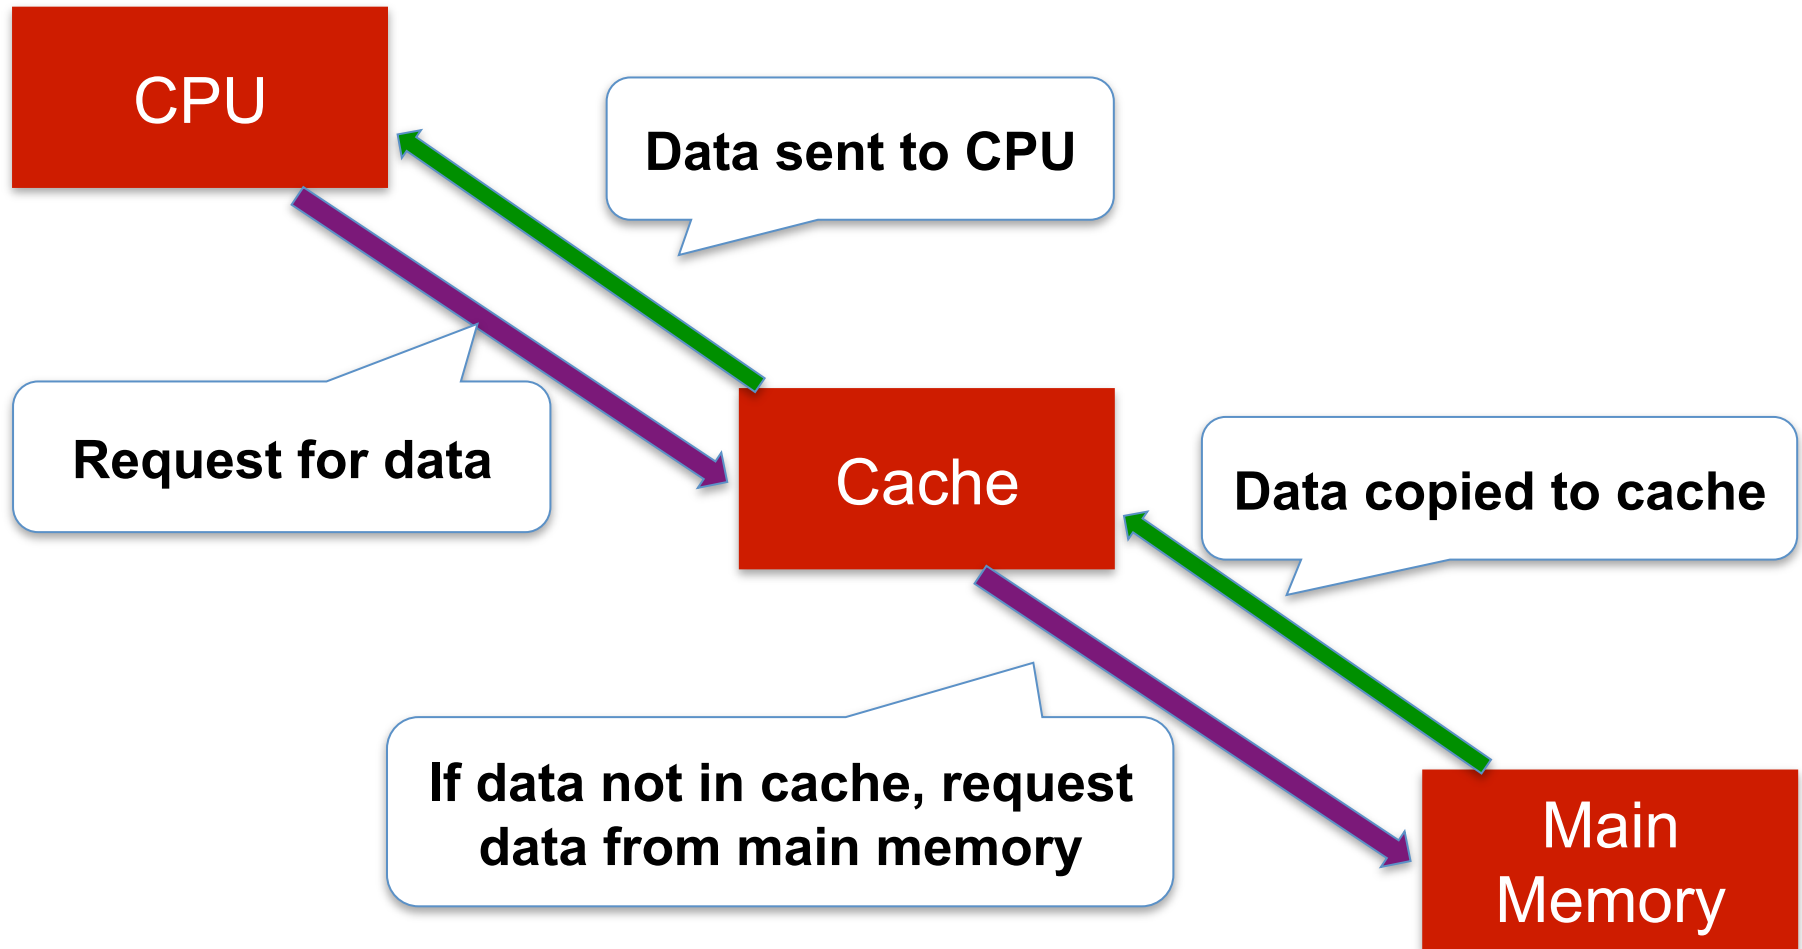 CPU
Data sent to CPU
Request for data
Cache
Data copied to cache
If data not in cache, request
data from main memory
Main
Memory